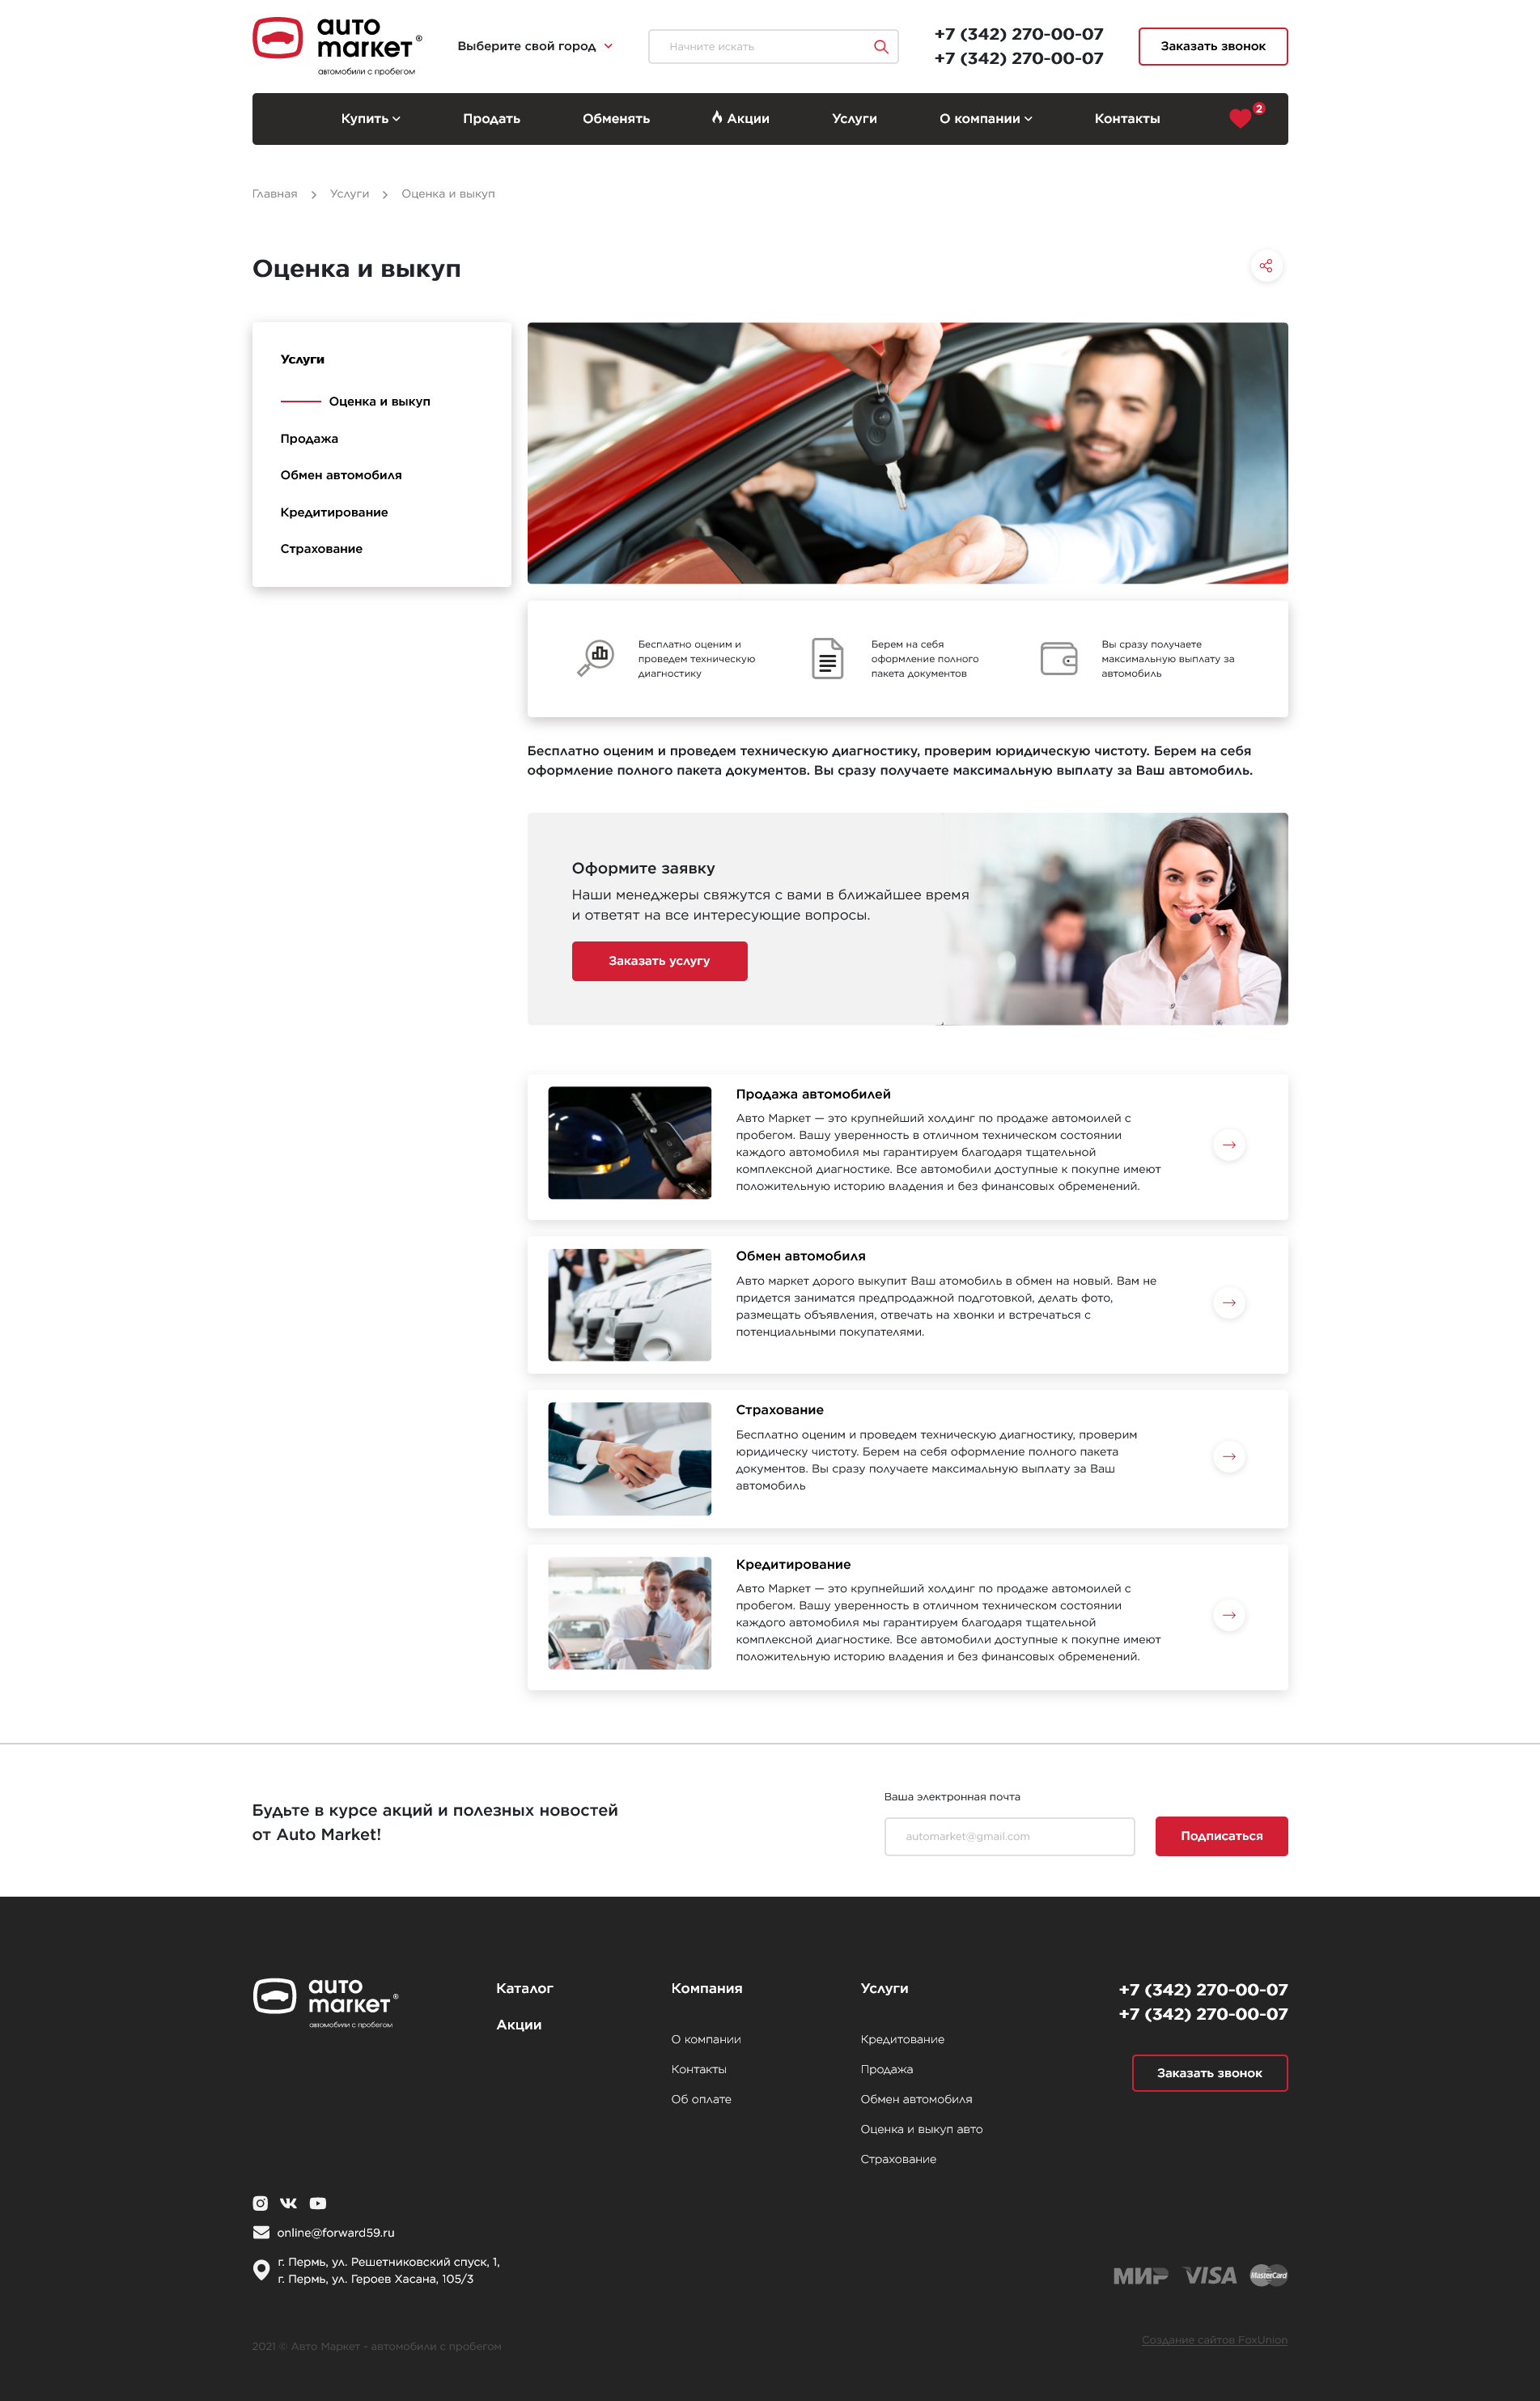 auto
market®
автомобили с пробегом
Выберите свой город
Начните искать
+7 (342) 270-00-07
+7 (342) 270-00-07
Заказать звонок
Купить
Продать
Обменять
Акции
Услуги
О компании
Контакты
2
Главная
Услуги
Оценка и выкуп
Оценка и выкуп
Услуги
Оценка и выкуп
Продажа
Обмен автомобиля
Кредитирование
Страхование
Бесплатно оценим и
проведем техническую
диагностику
Берем на себя
оформление полного
пакета документов
Вы сразу получаете
максимальную выплату за
автомобиль
Бесплатно оценим и проведем техническую диагностику, проверим юридическую чистоту. Берем на себя
оформление полного пакета документов. Вы сразу получаете максимальную выплату за Ваш автомобиль.
Оформите заявку
Наши менеджеры свяжутся с вами в ближайшее время
и ответят на все интересующие вопросы.
Заказать услугу
Продажа автомобилей
Авто Маркет — это крупнейший холдинг по продаже автомоилей с
пробегом. Вашу уверенность в отличном техническом состоянии
каждого автомобиля мы гарантируем благодаря тщательной
комплексной диагностике. Все автомобили доступные к покупне имеют
положительную историю владения и без финансовых обременений.
Обмен автомобиля
Авто маркет дорого выкупит Ваш атомобиль в обмен на новый. Вам не
придется заниматся предпродажной подготовкой, делать фото,
размещать объявления, отвечать на хвонки и встречаться с
потенциальными покупателями.
Страхование
Бесплатно оценим и проведем техническую диагностику, проверим
юридическу чистоту. Берем на себя оформление полного пакета
документов. Вы сразу получаете максимальную выплату за Ваш
автомобиль
Кредитирование
Авто Маркет — это крупнейший холдинг по продаже автомоилей с
пробегом. Вашу уверенность в отличном техническом состоянии
каждого автомобиля мы гарантируем благодаря тщательной
комплексной диагностике. Все автомобили доступные к покупне имеют
положительную историю владения и без финансовых обременений.
Будьте в курсе акций и полезных новостей
от Auto Market!
Ваша электронная почта
automarket@gmail.com
Подписаться
auto
market®
автомобили с пробегом
Каталог
Акции
Компания
О компании
Контакты
Об оплате
Услуги
Кредитование
Продажа
Обмен автомобиля
Оценка и выкуп авто
Страхование
+7 (342) 270-00-07
+7 (342) 270-00-07
Заказать звонок
online@forward59.ru
г. Пермь, ул. Решетниковский спуск, 1,
г. Пермь, ул. Героев Хасана, 105/3
МИР
VISA
MasterCard
2021 © Авто Маркет - автомобили с пробегом
Создание сайтов FoxUnion